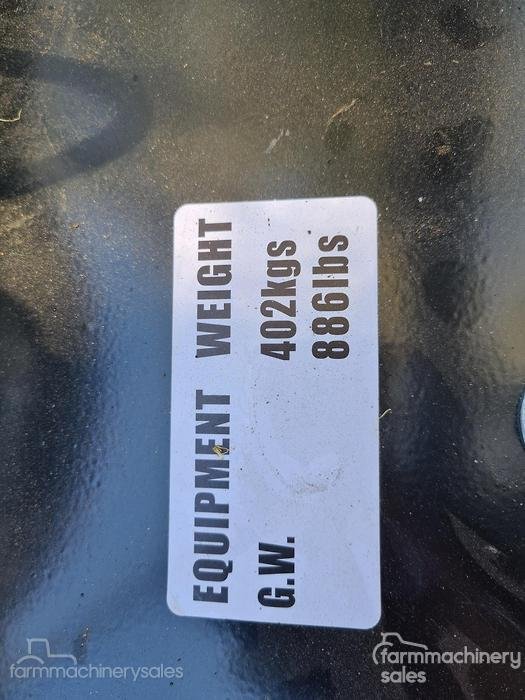 EQUIPMENT WEIGHT
G.W. 402kgs
886lbs
farmmachinerysales
farmmachinery
sales